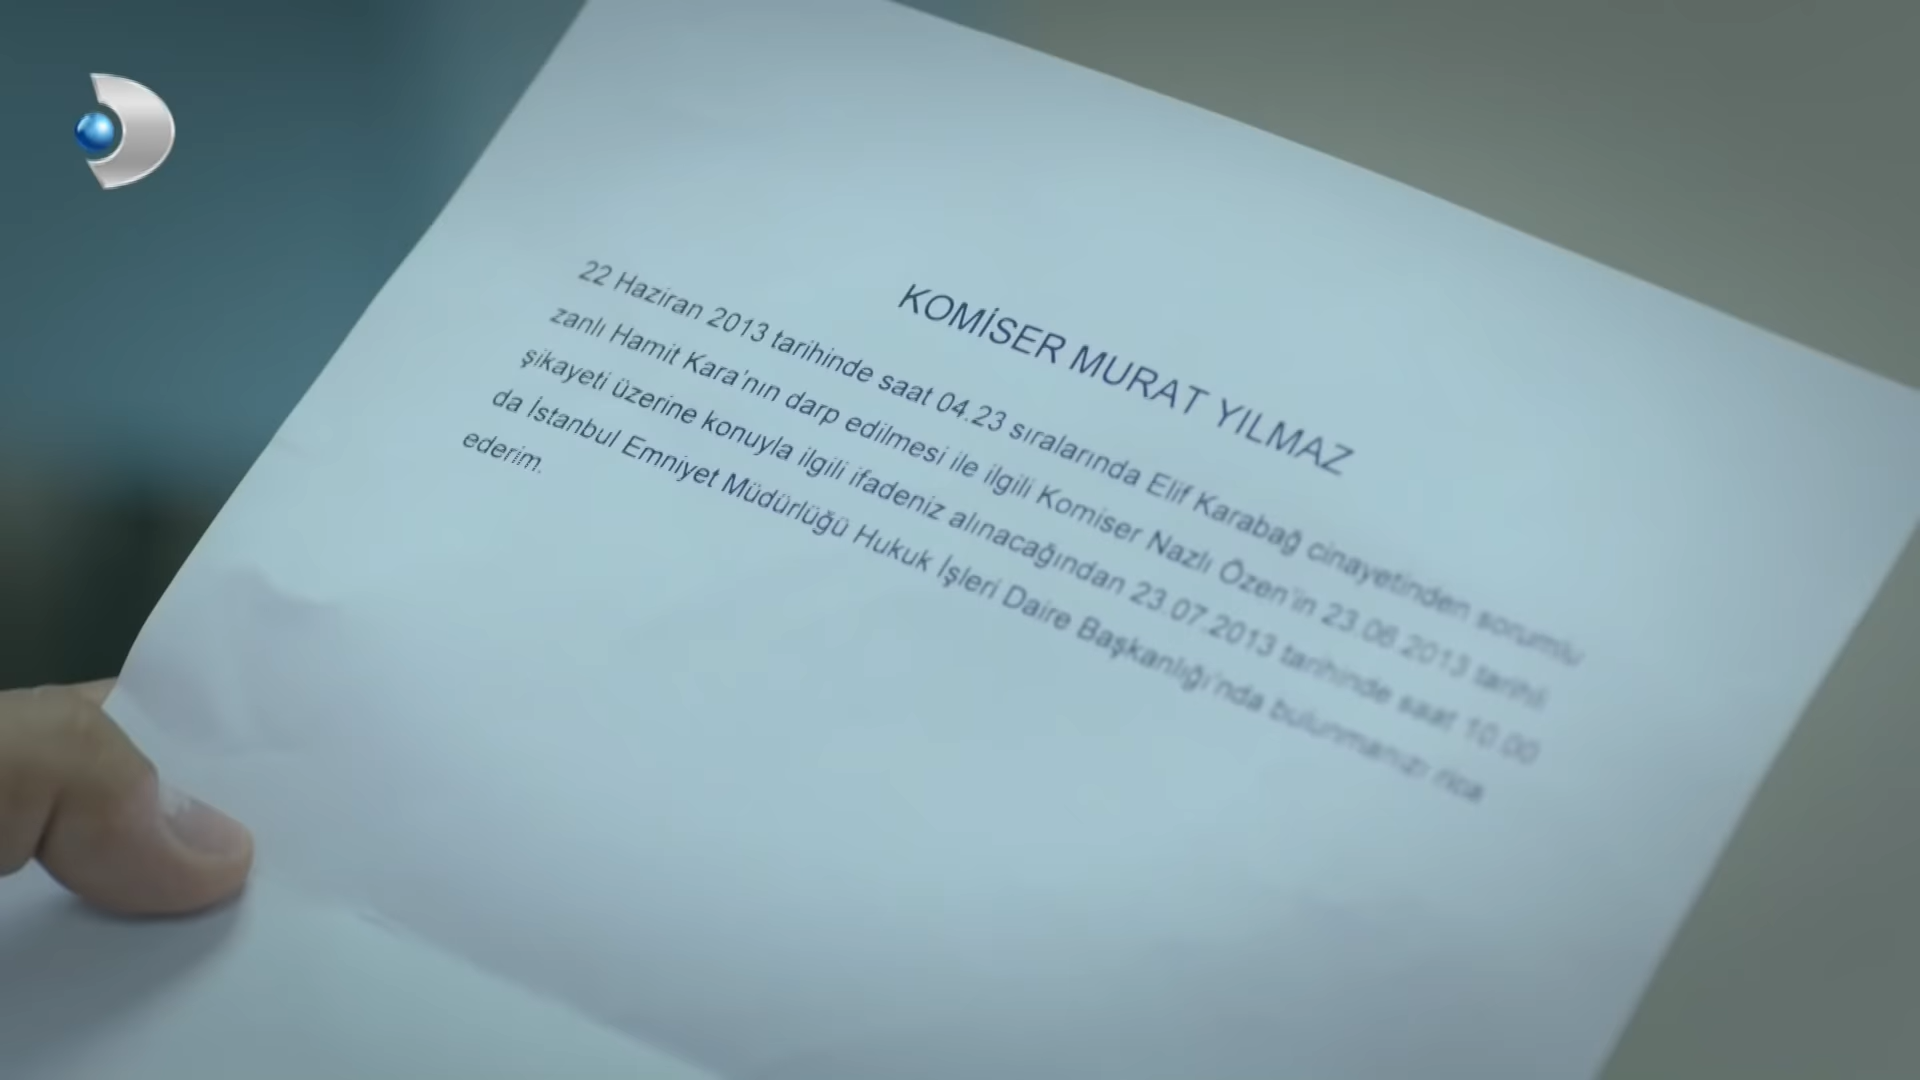 KOMİSER MURAT YILMAZ
22 Haziran 2013 tarihinde saat 04.23 sıralarında Elif Karabağ cinayetinden sorumlu
zanlı Hamit Kara'nın darp edilmesi ile ilgili Komiser Nazlı Özen'in 23.06.2013 tarihli
şikayeti üzerine konuyla ilgili ifadeniz alınacağından 23.07.2013 tarihinde saat 10.00
da İstanbul Emniyet Müdürlüğü Hukuk İşleri Daire Başkanlığı'nda bulunmanızı rica
ederim.